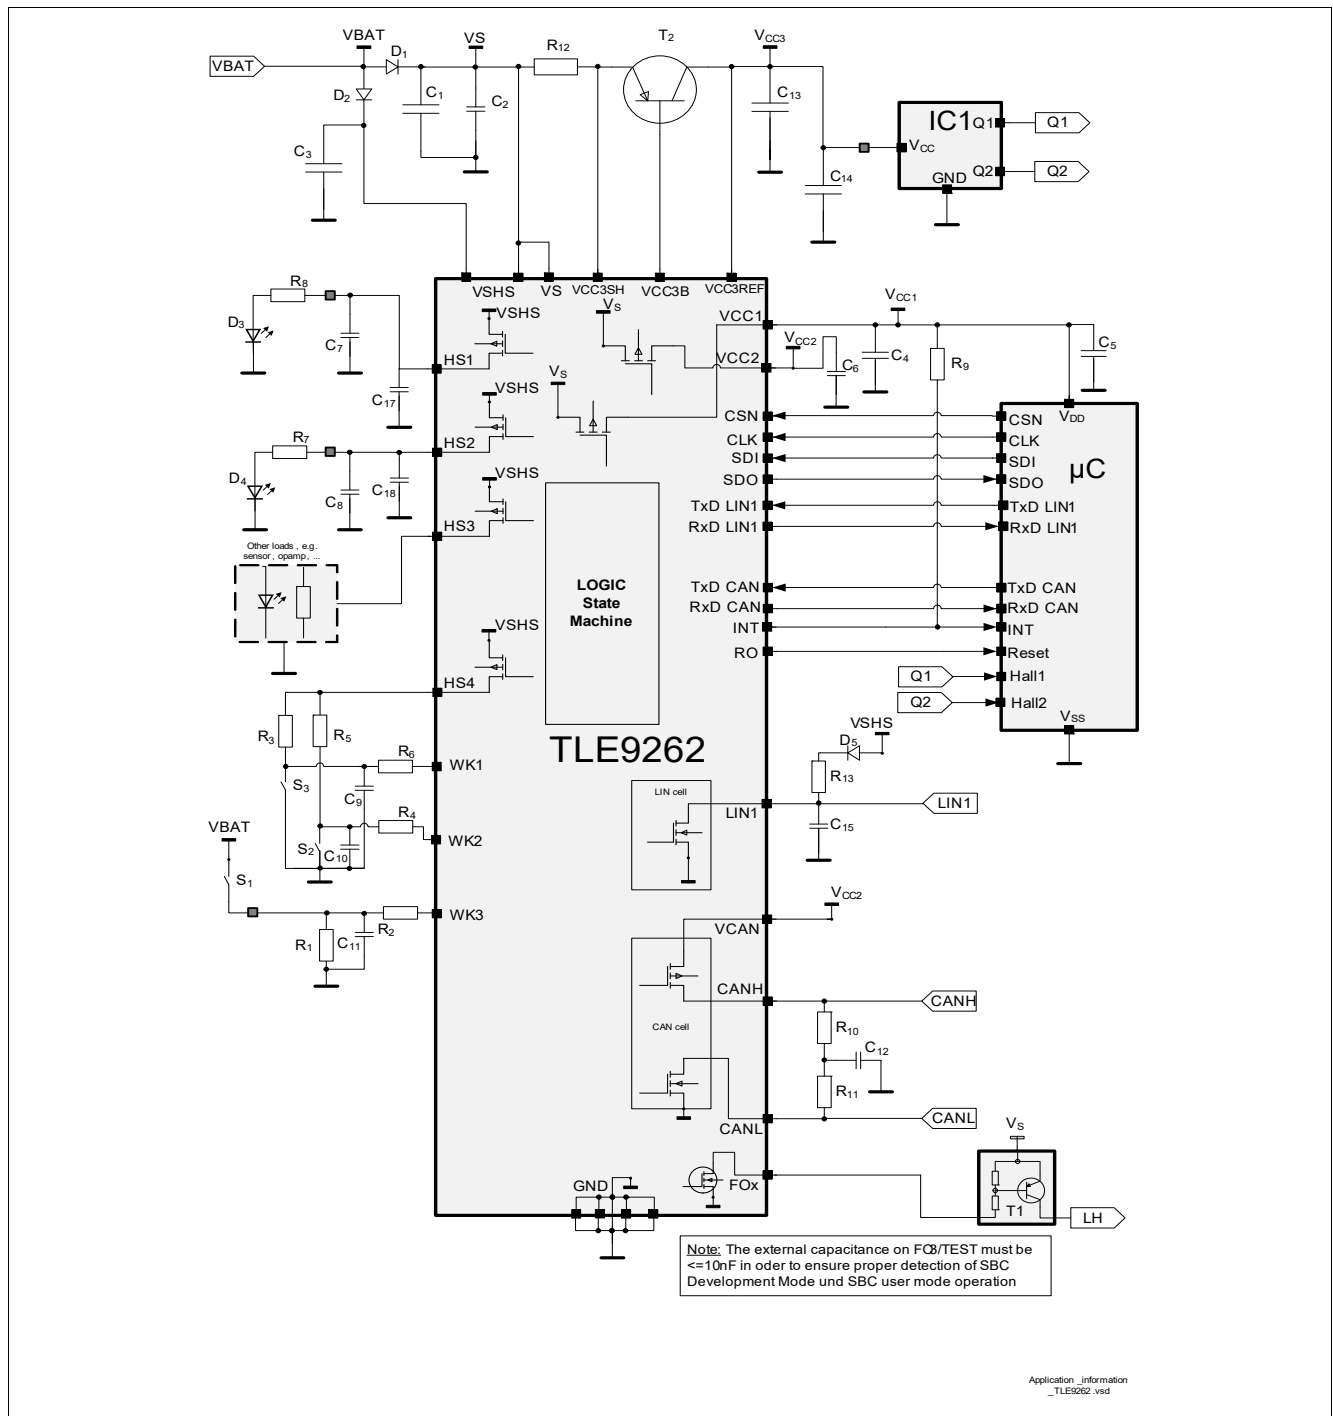 VBAT VS R12 T2 VCC3
VBAT D1
D2 C1 C2 C13
C3 C14
IC1 Q1 Q1
VCC
GND Q2 Q2
VSHS VS VCC3SH VCC3B VCC3REF
R8
D3 C7 C17
HS1 VSHS
VS
VCC1 VCC1
VCC2 VCC2
C6 C4 R9 C5
VS
HS2 VSHS
R7
D4 C8 C18
HS3 VSHS
Other loads , e.g.
sensor , opamp, ...
HS4 VSHS
LOGIC
State
Machine
TLE9262
CSN CSN
VDD
CLK CLK
SDI SDI
µC
SDO SDO
TxD LIN1 TxD LIN1
RxD LIN1 RxD LIN1
TxD CAN TxD CAN
RxD CAN RxD CAN
INT INT
RO Reset
Q1 Hall1
Q2 Hall2
VSS
R3 R5 R6 WK1
S3 C9
R4
S2 C10 WK2
VBAT
S1
R1 C11 R2 WK3
VSHS
D5
R13
LIN cell
LIN1 LIN1
C15
VCC2
VCAN
CANH CANH
CAN cell
R10
C12
R11
CANL CANL
VS
FOx
T1
LH
GND
Note: The external capacitance on FO3/TEST must be
<=10nF in oder to ensure proper detection of SBC
Development Mode und SBC user mode operation
Application _information
_TLE9262 .vsd